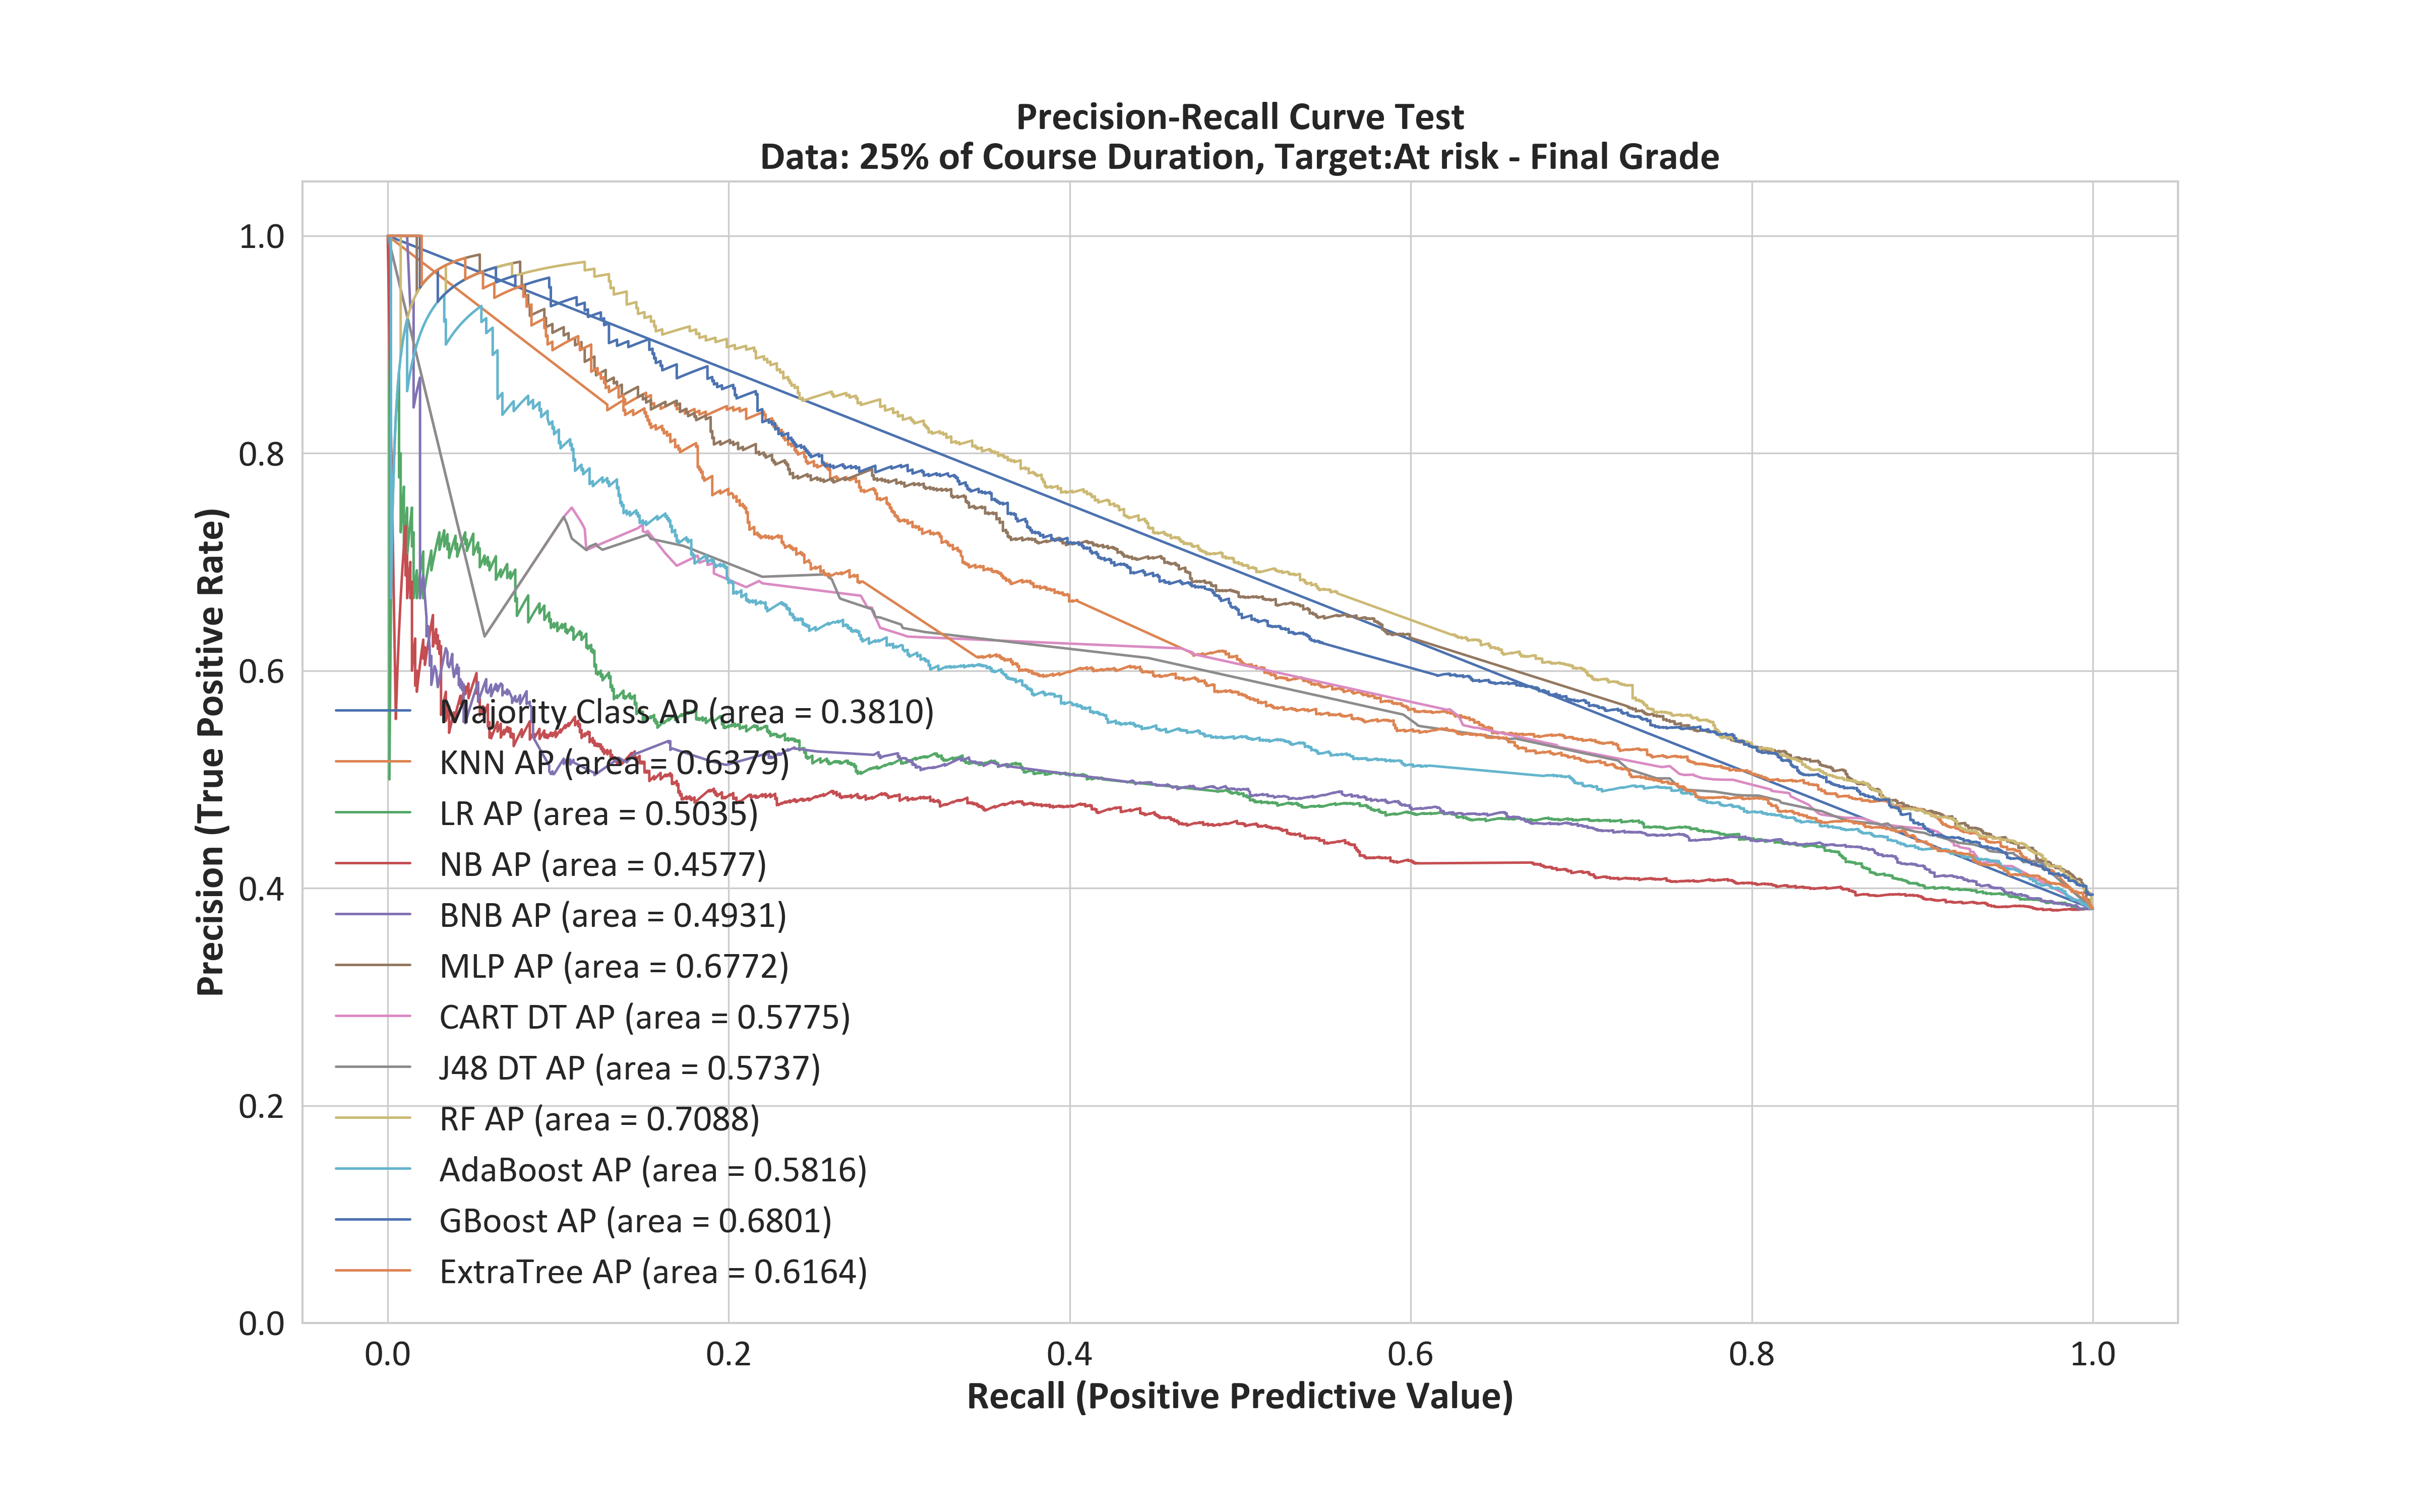 Precision-Recall Curve Test
Data: 25% of Course Duration, Target:At risk - Final Grade
1.0
0.8
0.6
0.4
0.2
0.0
Precision (True Positive Rate)
Majority Class AP (area = 0.3810)
KNN AP (area = 0.6379)
LR AP (area = 0.5035)
NB AP (area = 0.4577)
BNB AP (area = 0.4931)
MLP AP (area = 0.6772)
CART DT AP (area = 0.5775)
J48 DT AP (area = 0.5737)
RF AP (area = 0.7088)
AdaBoost AP (area = 0.5816)
GBoost AP (area = 0.6801)
ExtraTree AP (area = 0.6164)
0.0 0.2 0.4 0.6 0.8 1.0
Recall (Positive Predictive Value)